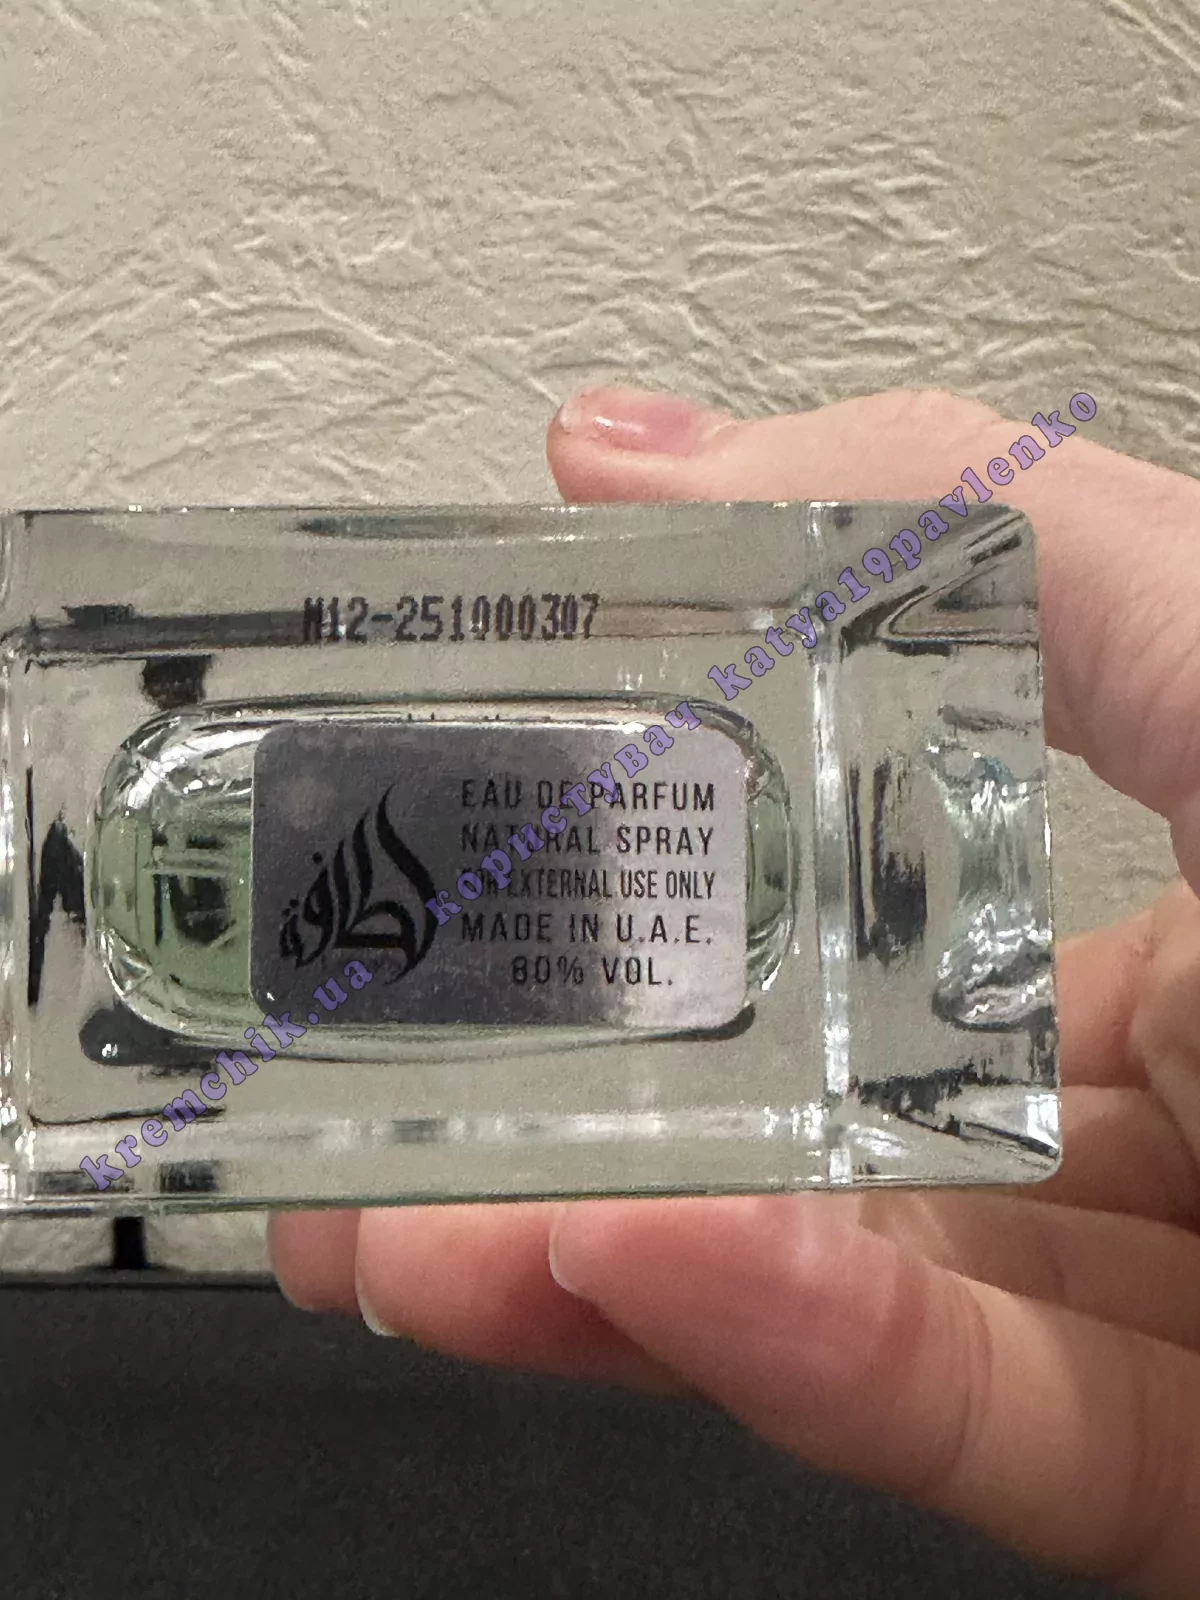 M12-251000307
لطافة
EAU DE PARFUM
NATURAL SPRAY
FOR EXTERNAL USE ONLY
MADE IN U.A.E.
80% VOL.
kremchik.ua користувач katya19pavlenko